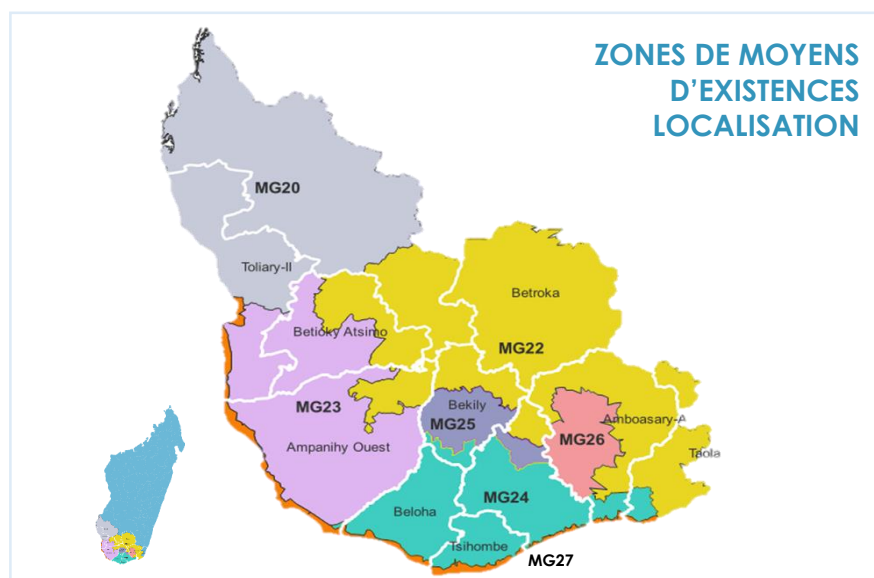 ZONES DE MOYENS
D’EXISTENCES
LOCALISATION
MG20
Toliary-II
Betroka
Betioky Atsimo
MG22
MG23
Bekily
Amboasary-A
MG25
MG26
Ampanihy Ouest
Taola
MG24
Beloha
Tsihombe
MG27